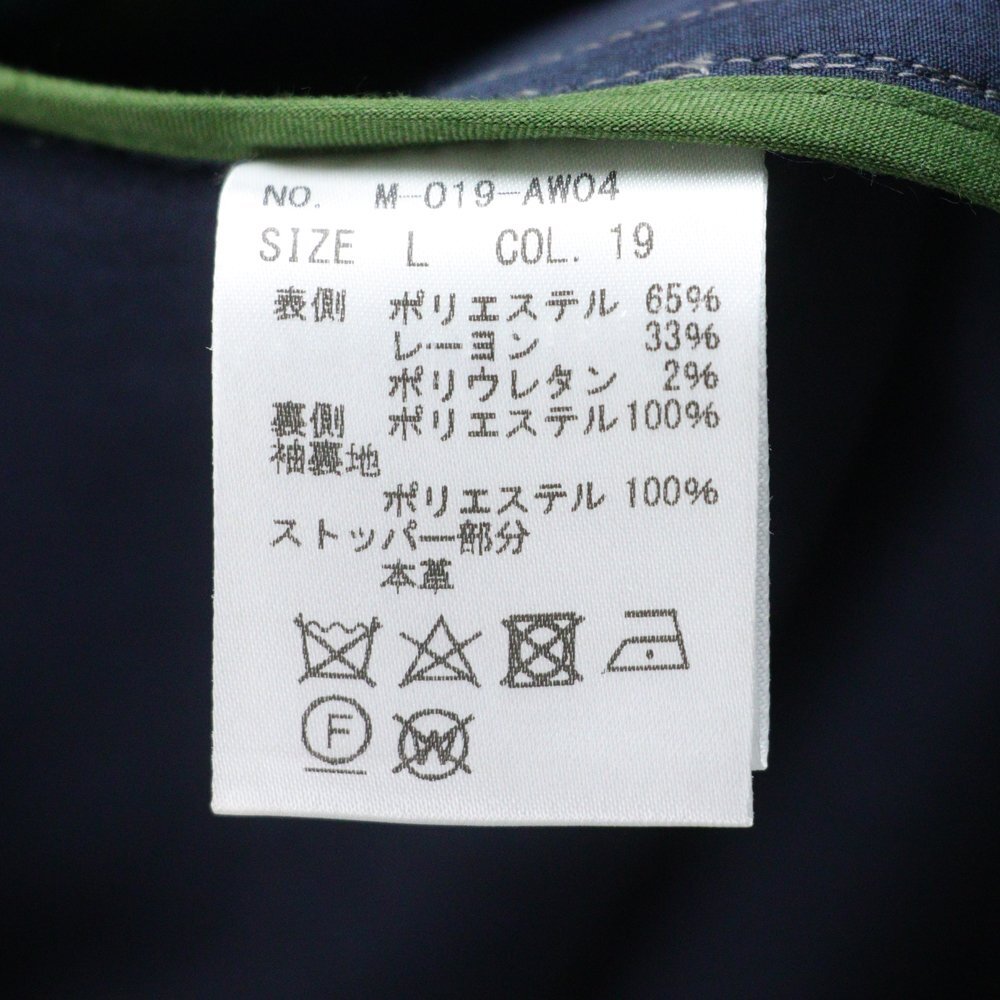 NO. M-019-AW04
SIZE L COL. 19
表側 ポリエステル 65%
レーヨン 33%
ポリウレタン 2%
裏側 ポリエステル 100%
袖裏地
ポリエステル 100%
ストッパー部分
本革
F
W